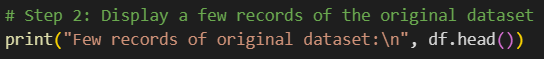 # Step 2: Display a few records of the original dataset
print("Few records of original dataset:\n", df.head())